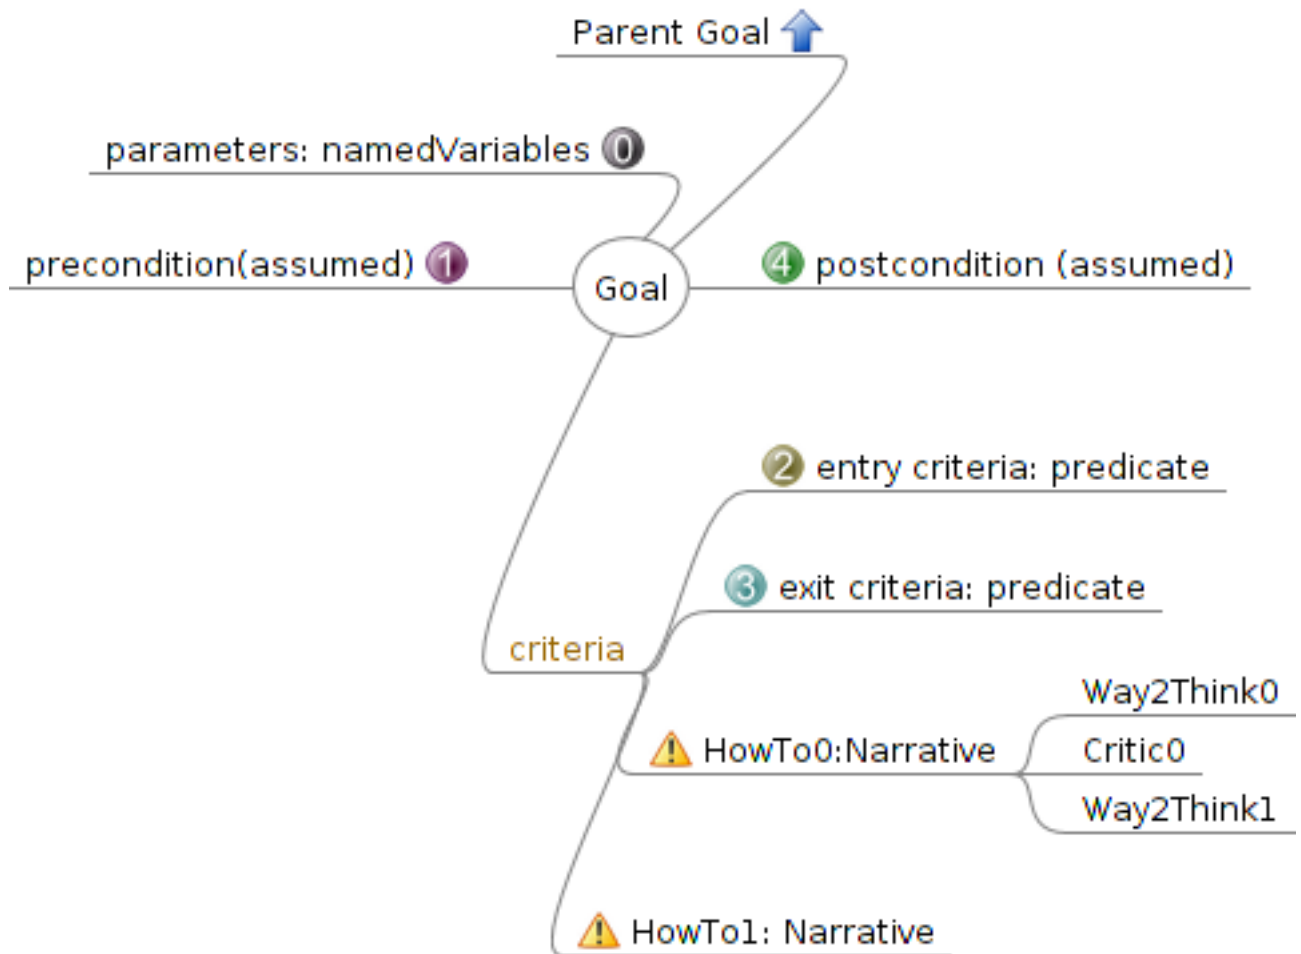 Parent Goal
parameters: namedVariables 0
precondition(assumed) 1
Goal
4 postcondition (assumed)
2 entry criteria: predicate
3 exit criteria: predicate
criteria
Way2Think0
HowTo0:Narrative
Critic0
Way2Think1
HowTo1: Narrative